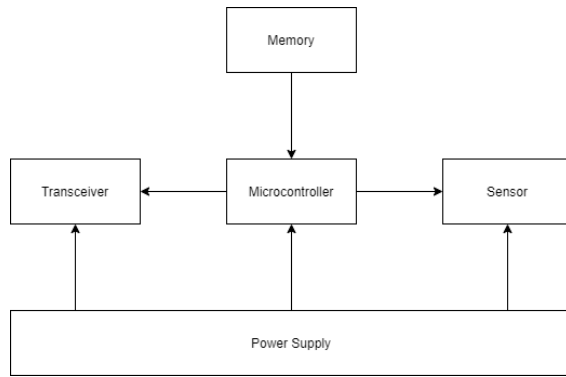 Memory
Transceiver
Microcontroller
Sensor
Power Supply